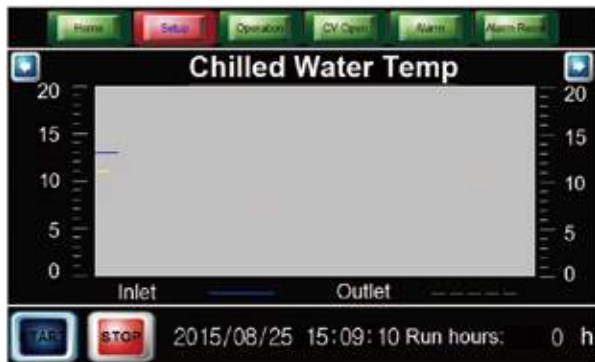 Home Setup Operation CV Open Alarm Alarm Reset
Chilled Water Temp
20 20
15 15
10 10
5 5
0 0
Inlet Outlet
START STOP 2015/08/25 15:09:10 Run hours: 0 h